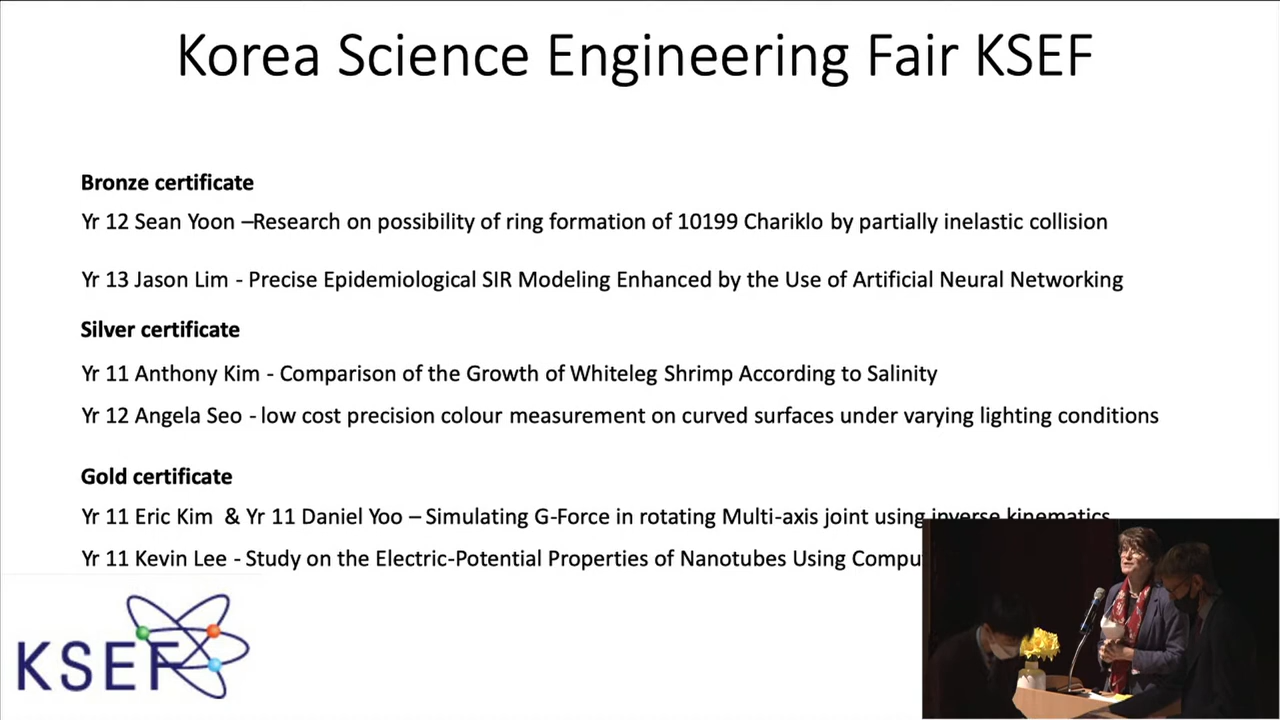 Korea Science Engineering Fair KSEF
Bronze certificate
Yr 12 Sean Yoon –Research on possibility of ring formation of 10199 Chariklo by partially inelastic collision
Yr 13 Jason Lim - Precise Epidemiological SIR Modeling Enhanced by the Use of Artificial Neural Networking
Silver certificate
Yr 11 Anthony Kim - Comparison of the Growth of Whiteleg Shrimp According to Salinity
Yr 12 Angela Seo - low cost precision colour measurement on curved surfaces under varying lighting conditions
Gold certificate
Yr 11 Eric Kim & Yr 11 Daniel Yoo – Simulating G-Force in rotating Multi-axis joint using inverse kinematics
Yr 11 Kevin Lee - Study on the Electric-Potential Properties of Nanotubes Using
KSEF